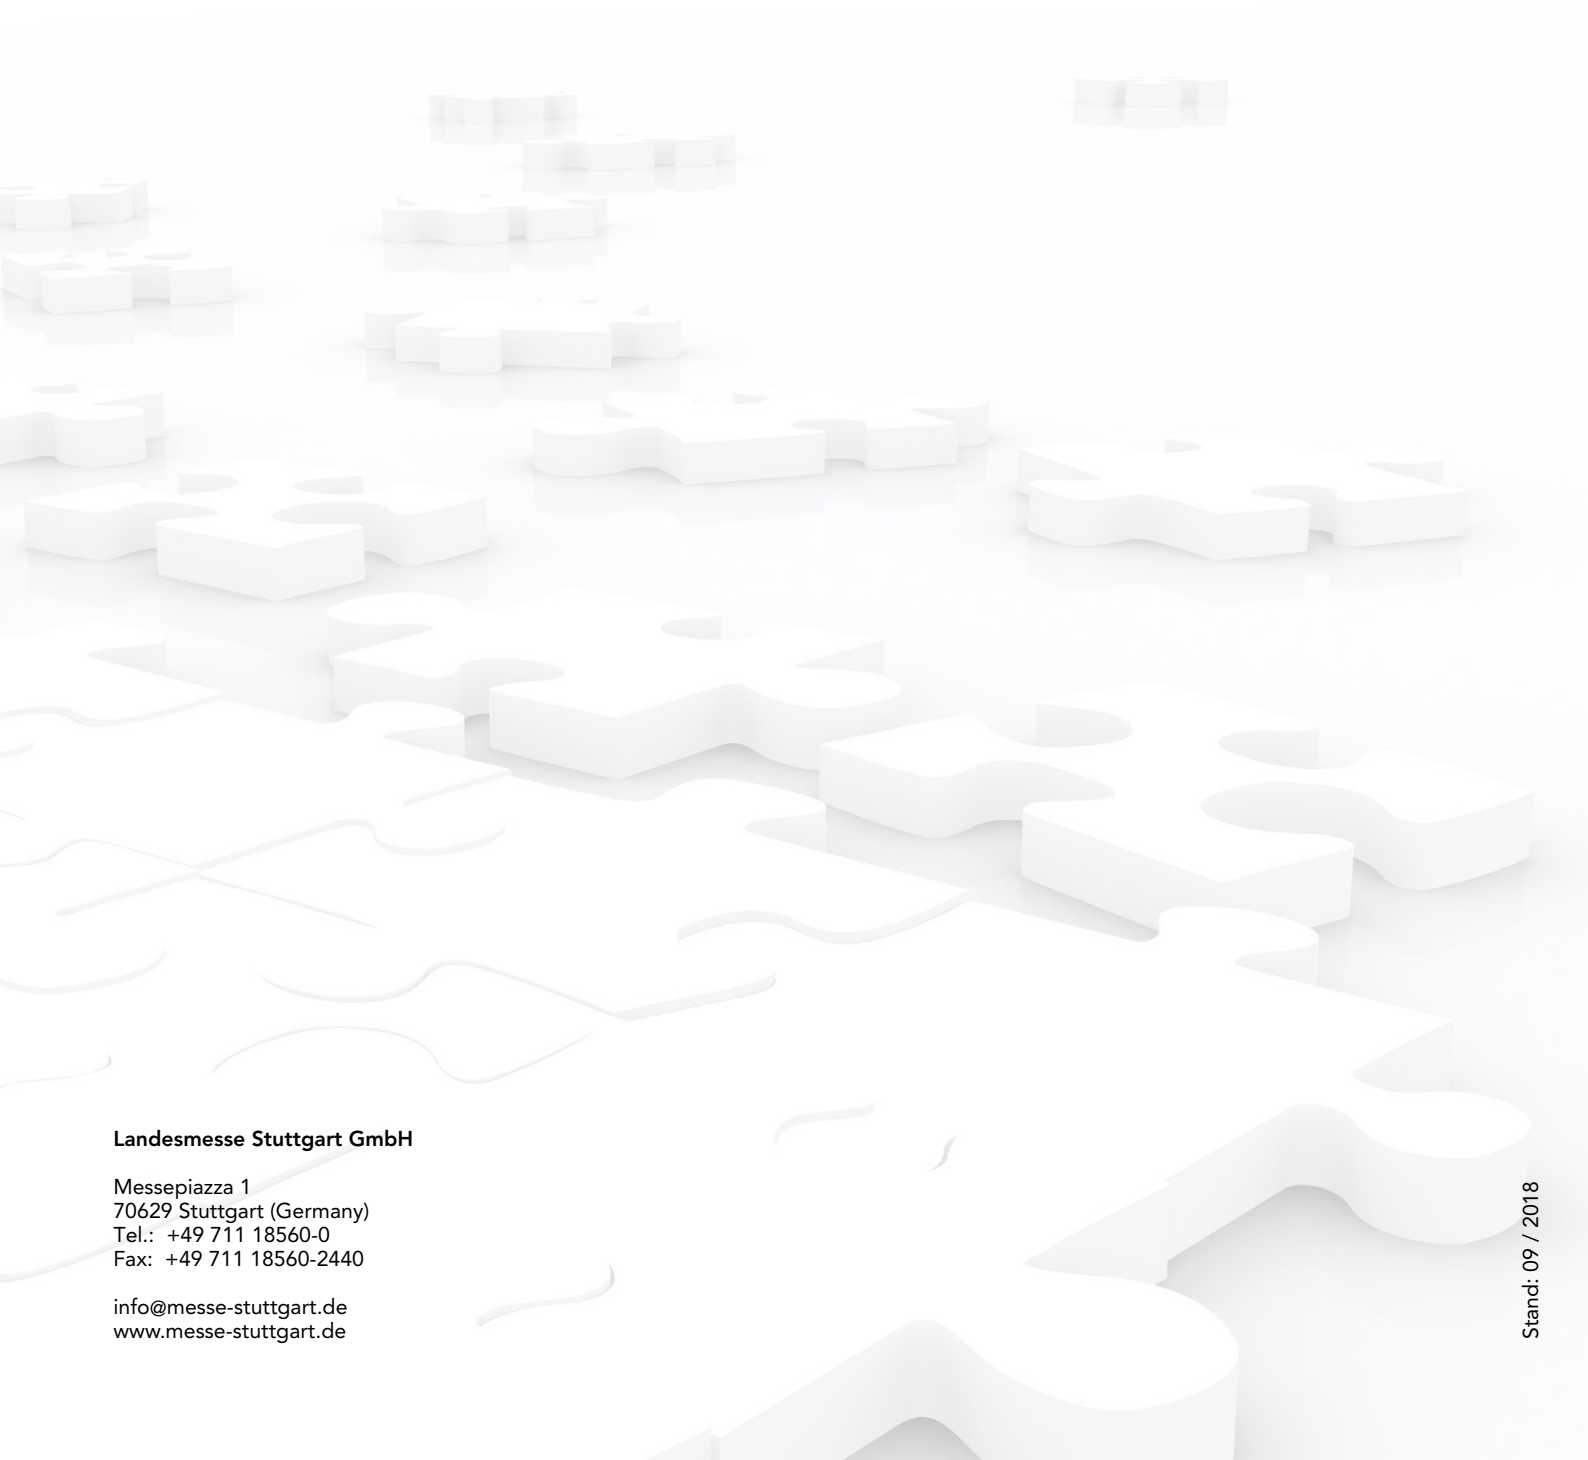 Landesmesse Stuttgart GmbH
Messepiazza 1
70629 Stuttgart (Germany)
Tel.: +49 711 18560-0
Fax: +49 711 18560-2440
info@messe-stuttgart.de
www.messe-stuttgart.de
Stand: 09 / 2018